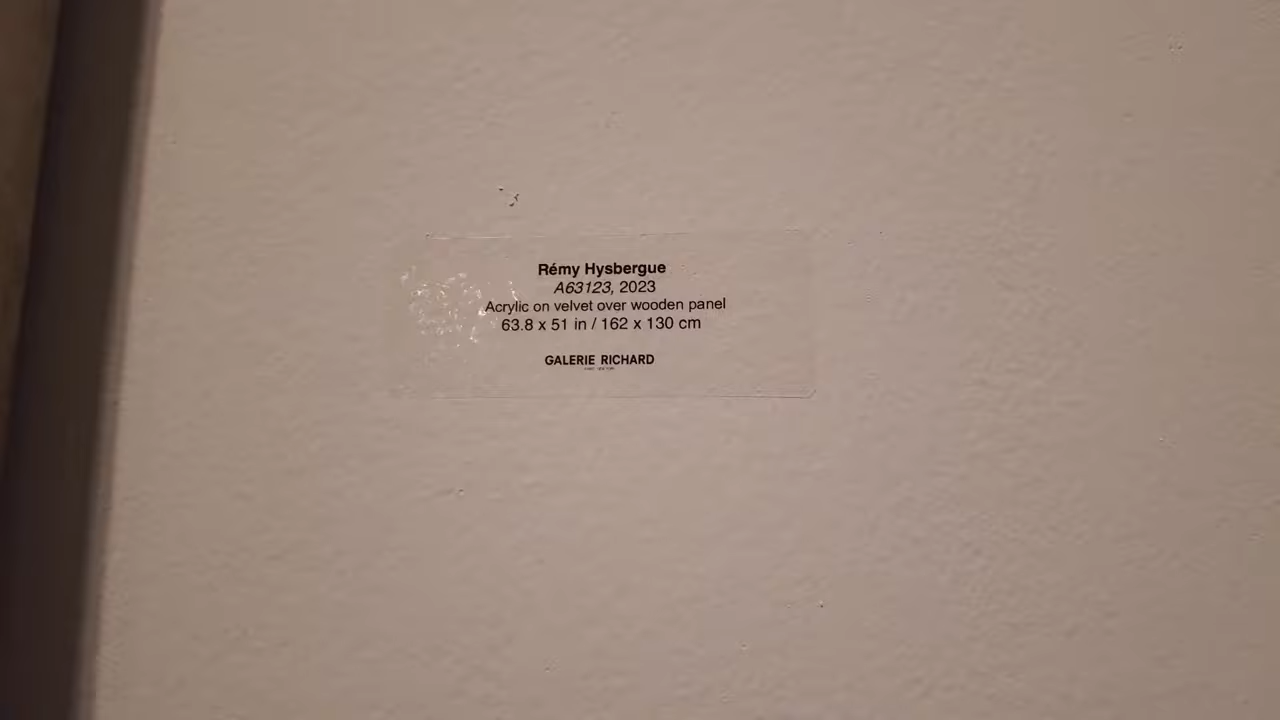 Rémy Hysbergue
A63123, 2023
Acrylic on velvet over wooden panel
63.8 x 51 in / 162 x 130 cm
GALERIE RICHARD